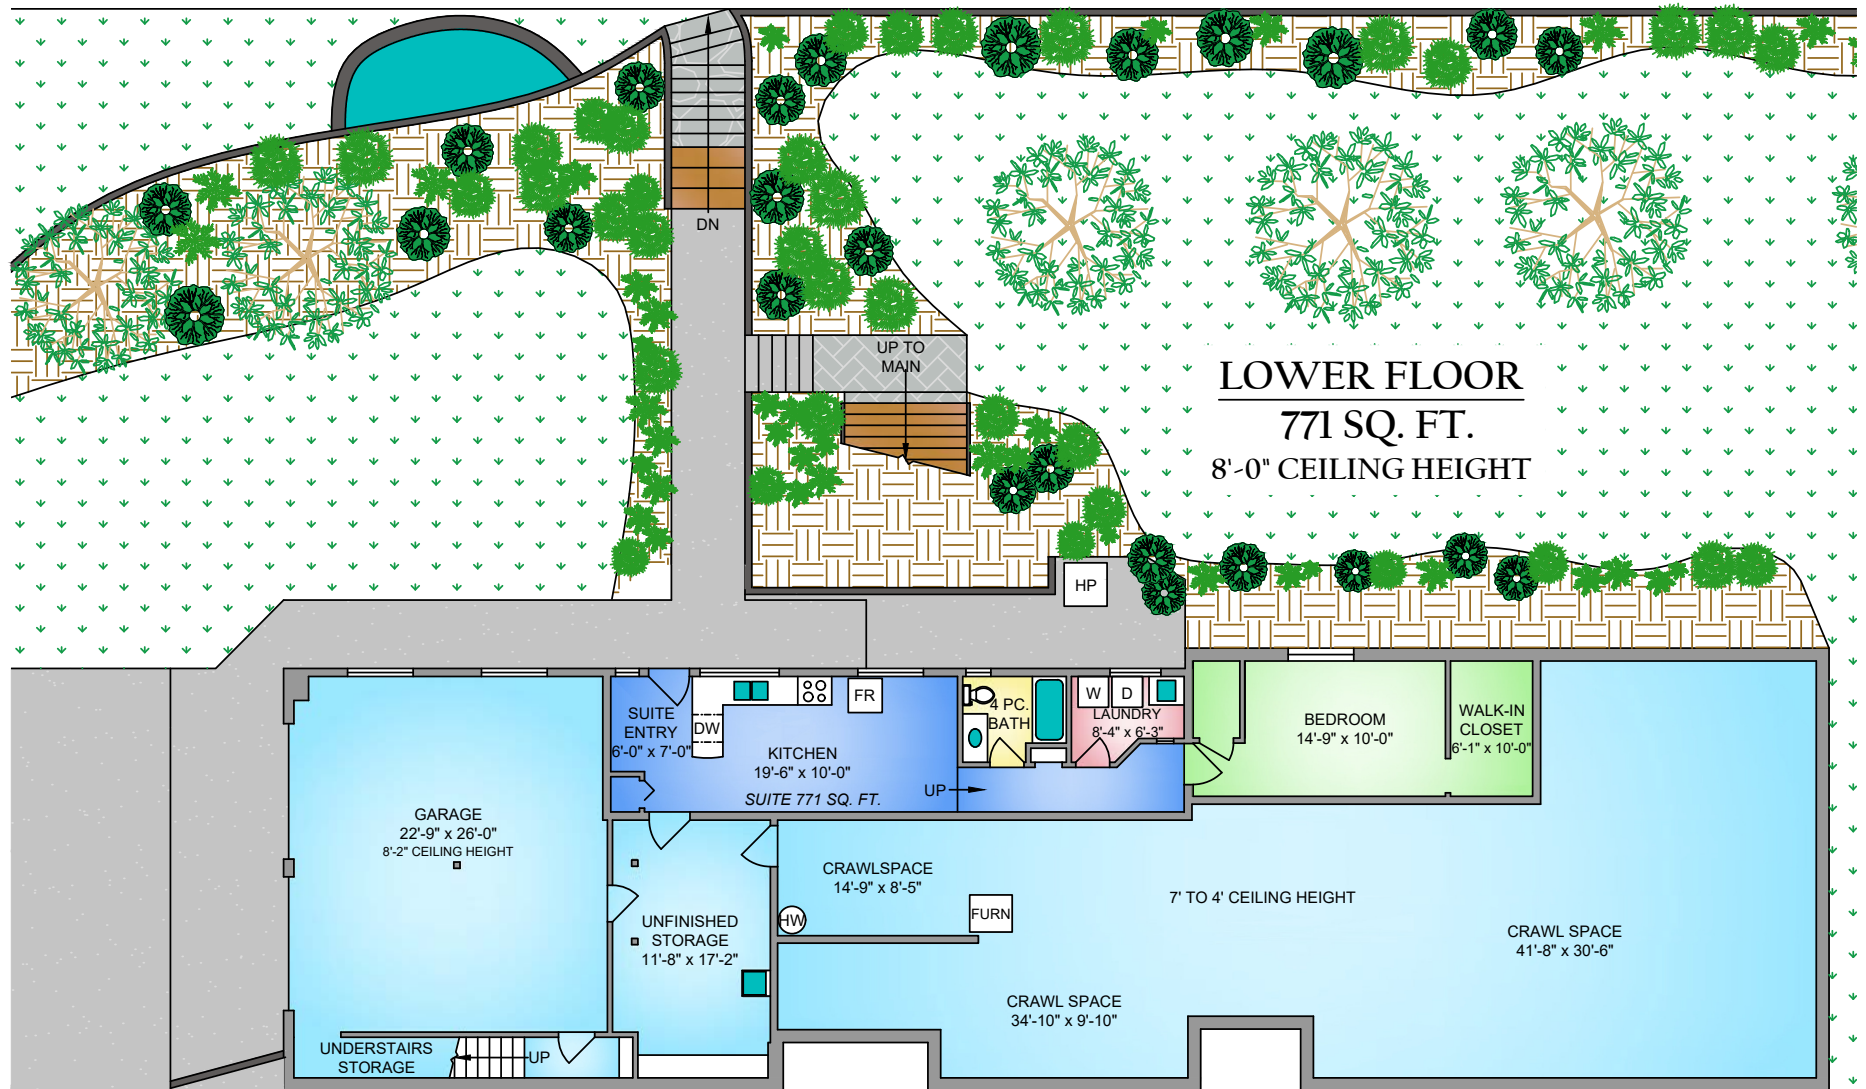 DN
UP TO
MAIN
LOWER FLOOR
771 SQ. FT.
8'-0" CEILING HEIGHT
HP
SUITE
ENTRY
6'-0" x 7'-0"
DW
FR
KITCHEN
19'-6" x 10'-0"
SUITE 771 SQ. FT.
4 PC.
BATH
W
D
LAUNDRY
8'-4" x 6'-3"
UP
BEDROOM
14'-9" x 10'-0"
WALK-IN
CLOSET
6'-1" x 10'-0"
GARAGE
22'-9" x 26'-0"
8'-2" CEILING HEIGHT
CRAWLSPACE
14'-9" x 8'-5"
HW
FURN
7' TO 4' CEILING HEIGHT
UNFINISHED
STORAGE
11'-8" x 17'-2"
CRAWL SPACE
41'-8" x 30'-6"
CRAWL SPACE
34'-10" x 9'-10"
UNDERSTAIRS
STORAGE
UP